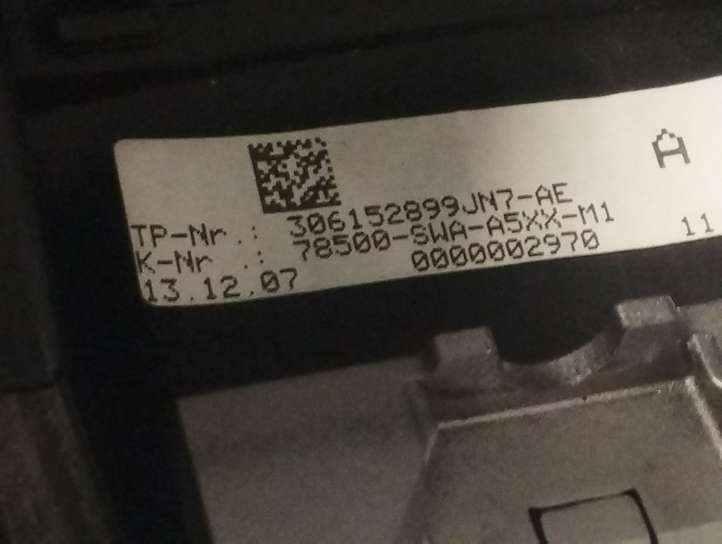 Ä
TP-Nr.: 306152899JN7-AE
K-Nr .: 78500-SWA-A5XX-M1
13.12.07 0000002970 11